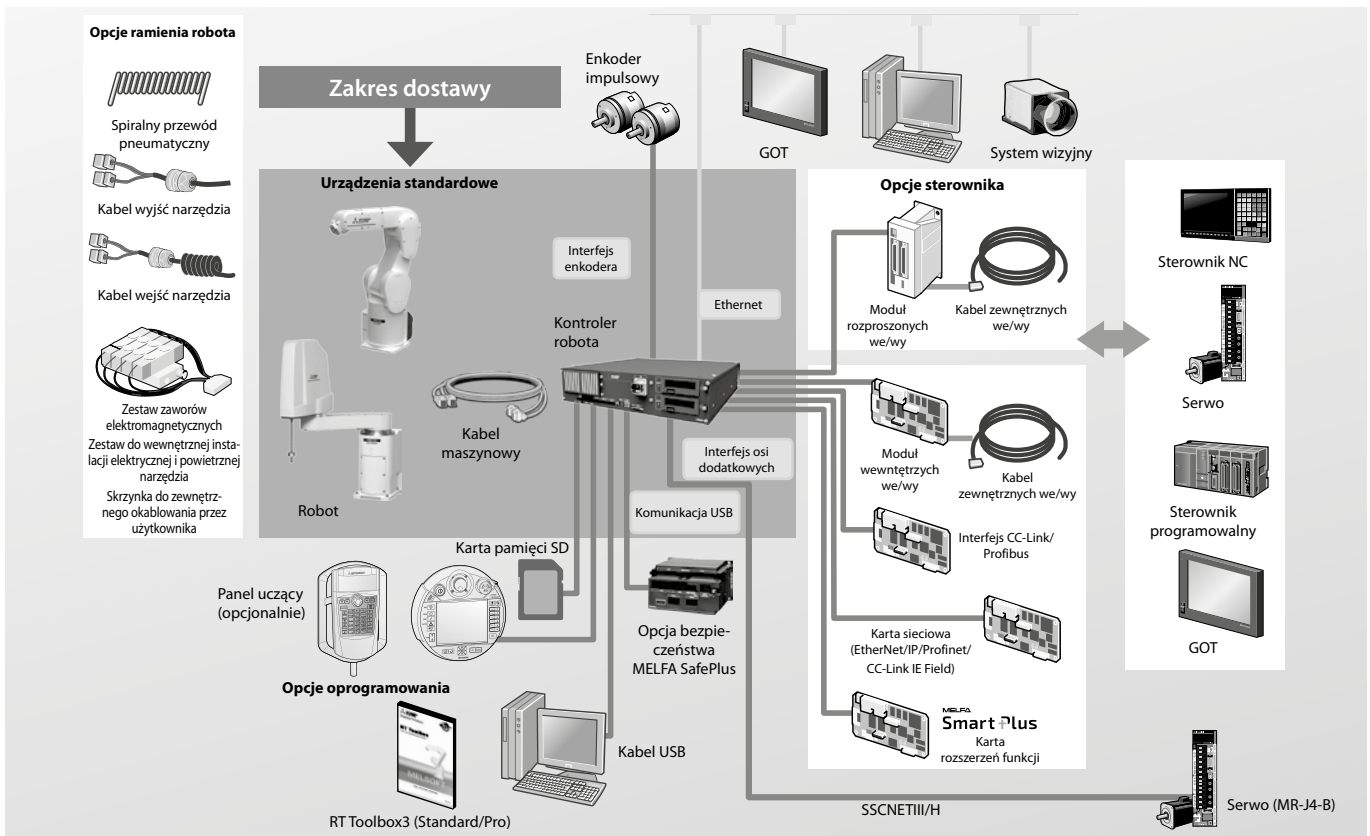 Opcje ramienia robota
Spiralny przewód
pneumatyczny
Kabel wyjść narzędzia
Kabel wejść narzędzia
Zestaw zaworów
elektromagnetycznych
Zestaw do wewnętrznej insta-
lacji elektrycznej i powietrznej
narzędzia
Skrzynka do zewnętrz-
nego okablowania przez
użytkownika
Zakres dostawy
Urządzenia standardowe
Robot
Kabel
maszynowy
Enkoder
impulsowy
Interfejs
enkodera
Kontroler
robota
Ethernet
Interfejs osi
dodatkowych
Komunikacja USB
GOT
System wizyjny
Opcje sterownika
Moduł
rozproszonych
we/wy
Kabel zewnętrznych
we/wy
Moduł
wewntętrzych
we/wy
Kabel
zewnętrznych we/wy
Interfejs CC-Link/
Profibus
Karta sieciowa
(EtherNet/IP/Profinet/
CC-Link IE Field)
MELFA
Smart Plus
Karta
rozszerzeń funkcji
Sterownik NC
Serwo
Sterownik
programowalny
GOT
Panel uczący
(opcjonalnie)
Karta pamięci SD
Opcja bezpie-
czeństwa
MELFA SafePlus
Opcje oprogramowania
RT ToolBox
MELSOFT
RT Toolbox3 (Standard/Pro)
Kabel USB
SSCNETIII/H
Serwo (MR-J4-B)